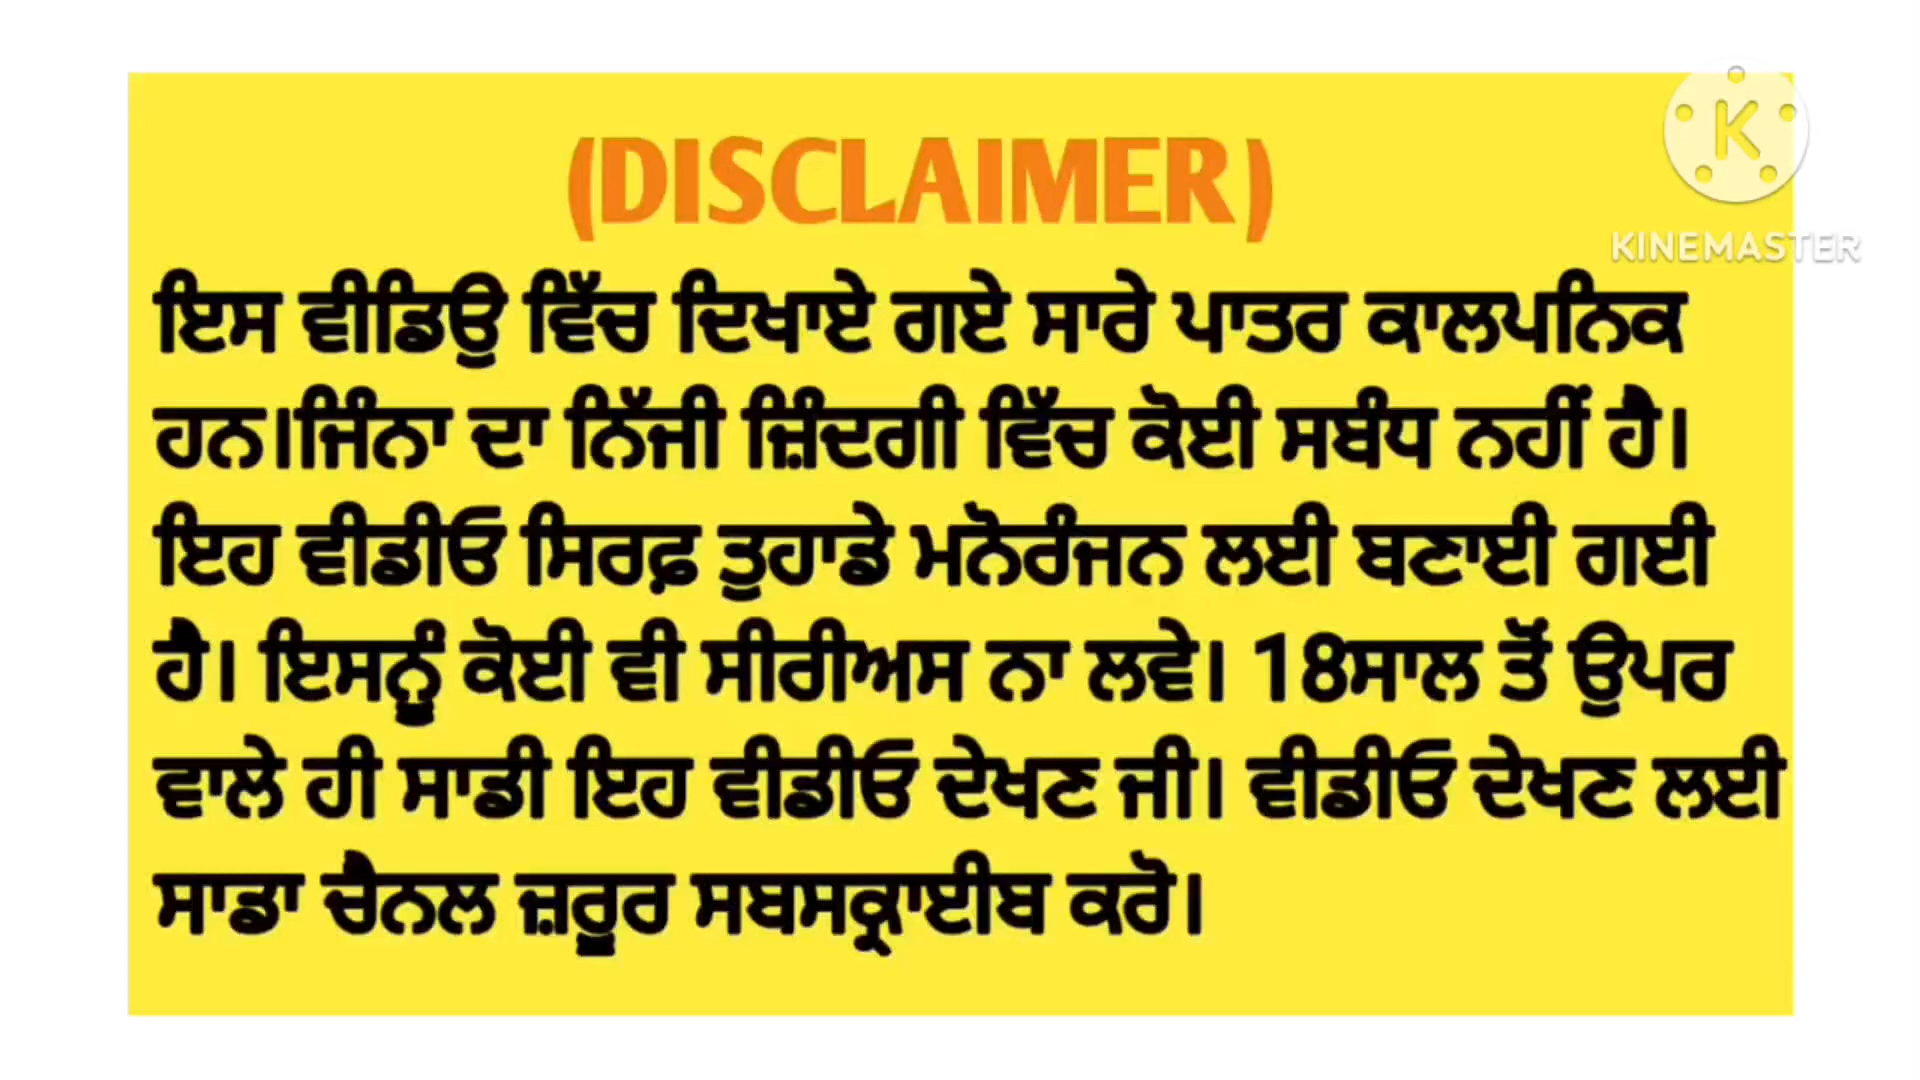 (DISCLAIMER)
K
KINEMASTER
ਇਸ ਵੀਡਿਉ ਵਿੱਚ ਦਿਖਾਏ ਗਏ ਸਾਰੇ ਪਾਤਰ ਕਾਲਪਨਿਕ
ਹਨ।ਜਿੰਨਾ ਦਾ ਨਿੱਜੀ ਜ਼ਿੰਦਗੀ ਵਿੱਚ ਕੋਈ ਸਬੰਧ ਨਹੀਂ ਹੈ।
ਇਹ ਵੀਡੀਓ ਸਿਰਫ਼ ਤੁਹਾਡੇ ਮਨੋਰੰਜਨ ਲਈ ਬਣਾਈ ਗਈ
ਹੈ। ਇਸਨੂੰ ਕੋਈ ਵੀ ਸੀਰੀਅਸ ਨਾ ਲਵੇ। 18ਸਾਲ ਤੋਂ ਉਪਰ
ਵਾਲੇ ਹੀ ਸਾਡੀ ਇਹ ਵੀਡੀਓ ਦੇਖਣ ਜੀ। ਵੀਡੀਓ ਦੇਖਣ ਲਈ
ਸਾਡਾ ਚੈਨਲ ਜ਼ਰੂਰ ਸਬਸਕ੍ਰਾਈਬ ਕਰੋ।